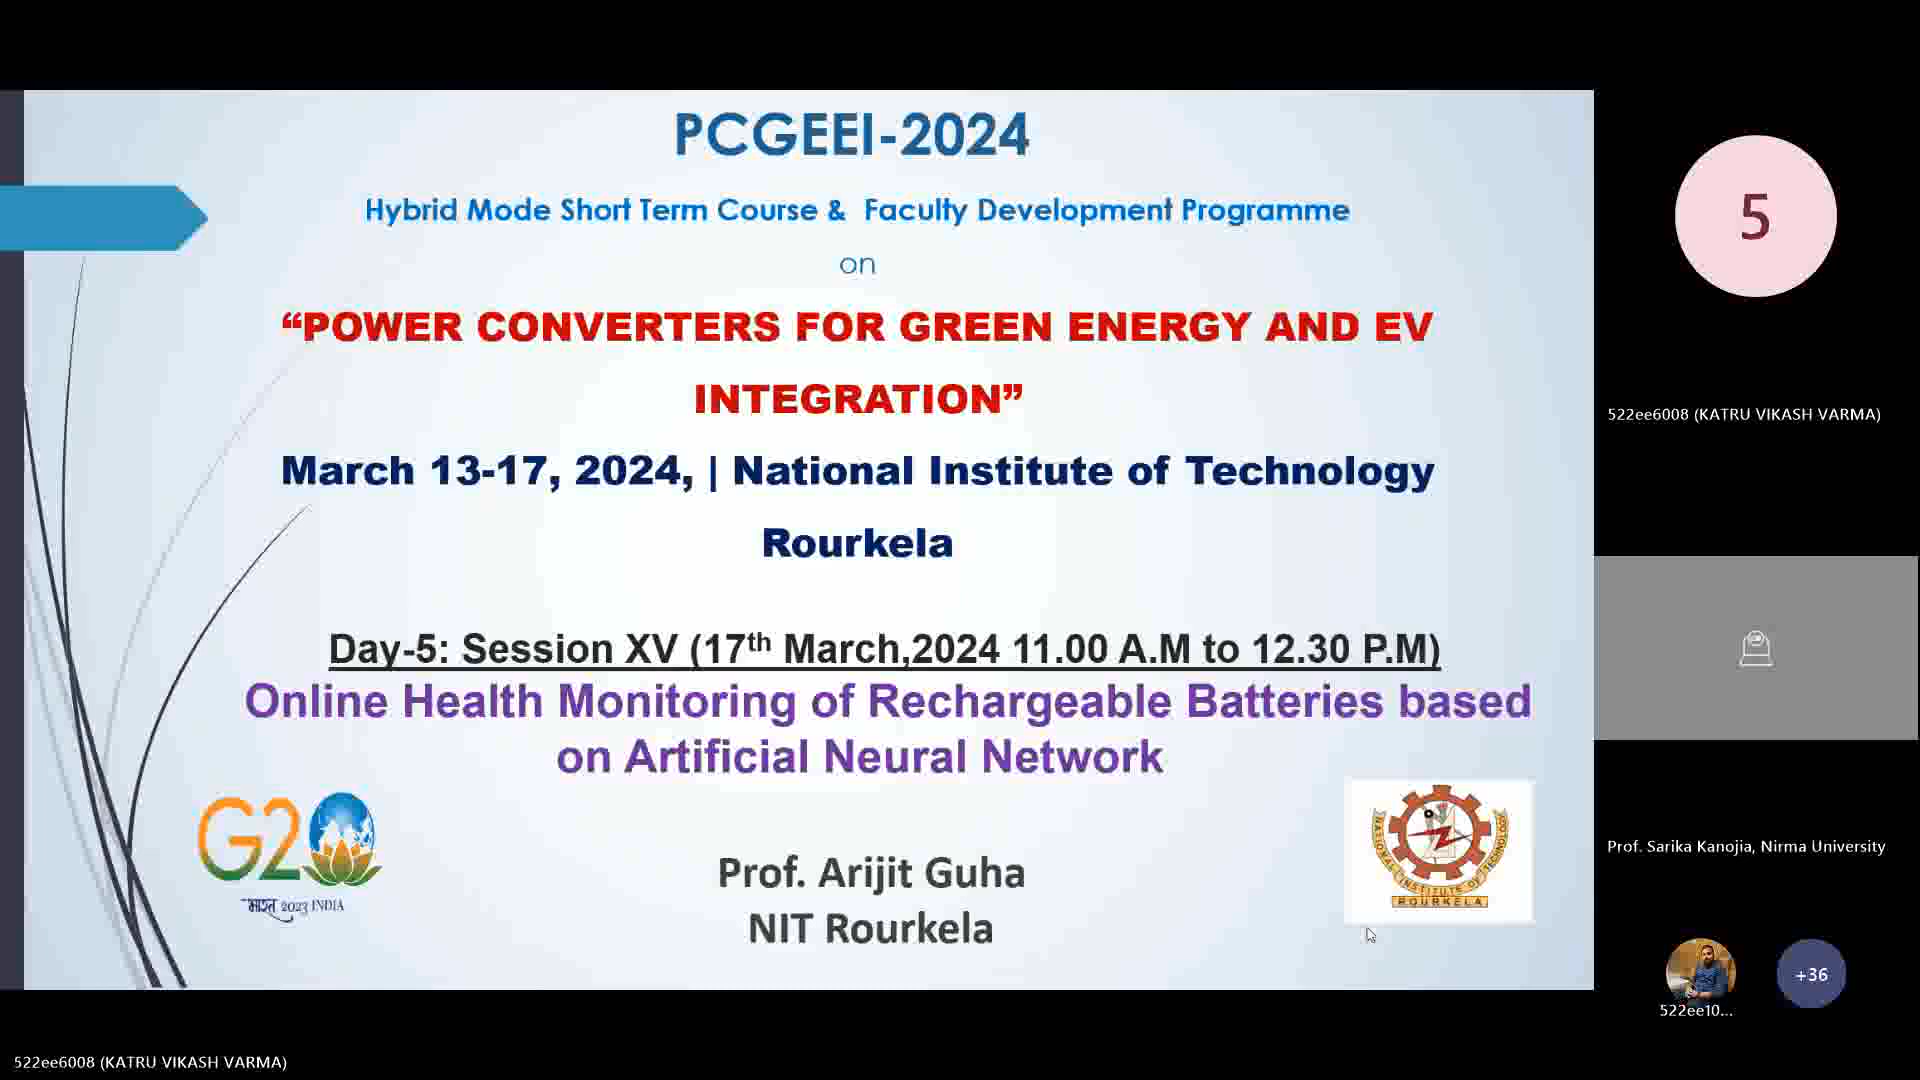 PCGEEI-2024
Hybrid Mode Short Term Course & Faculty Development Programme
on
“POWER CONVERTERS FOR GREEN ENERGY AND EV
INTEGRATION”
March 13-17, 2024, | National Institute of Technology
Rourkela
Day-5: Session XV (17th March,2024 11.00 A.M to 12.30 P.M)
Online Health Monitoring of Rechargeable Batteries based
on Artificial Neural Network
G20
भारत 2023 INDIA
Prof. Arijit Guha
NIT Rourkela
NATIONAL INSTITUTE OF TECHNOLOGY
ROURKELA
5
522ee6008 (KATRU VIKASH VARMA)
Prof. Sarika Kanojia, Nirma University
522ee10...
+36
522ee6008 (KATRU VIKASH VARMA)